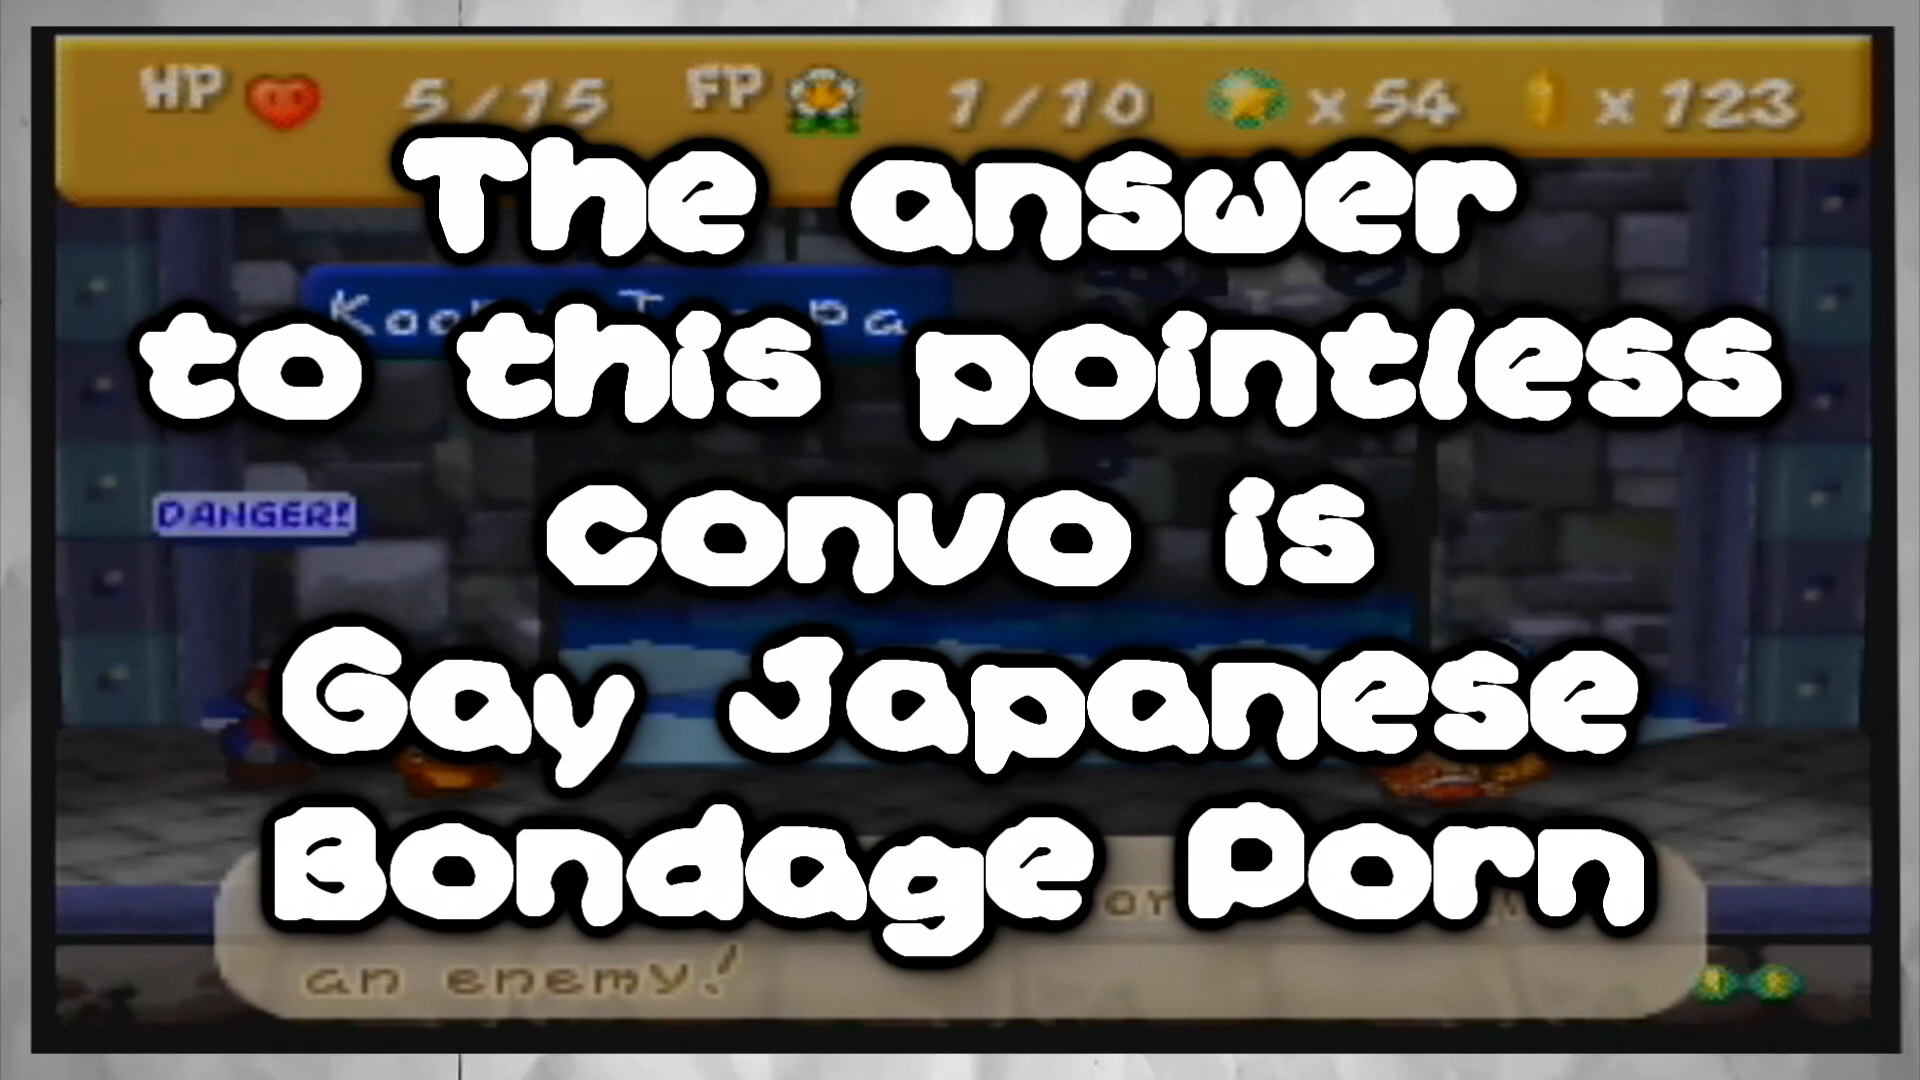 HP 5/15 FP 1/10 x 54 x 123
The answer
to this pointless
convo is
Gay Japanese
Bondage Porn
DANGER!
an enemy!